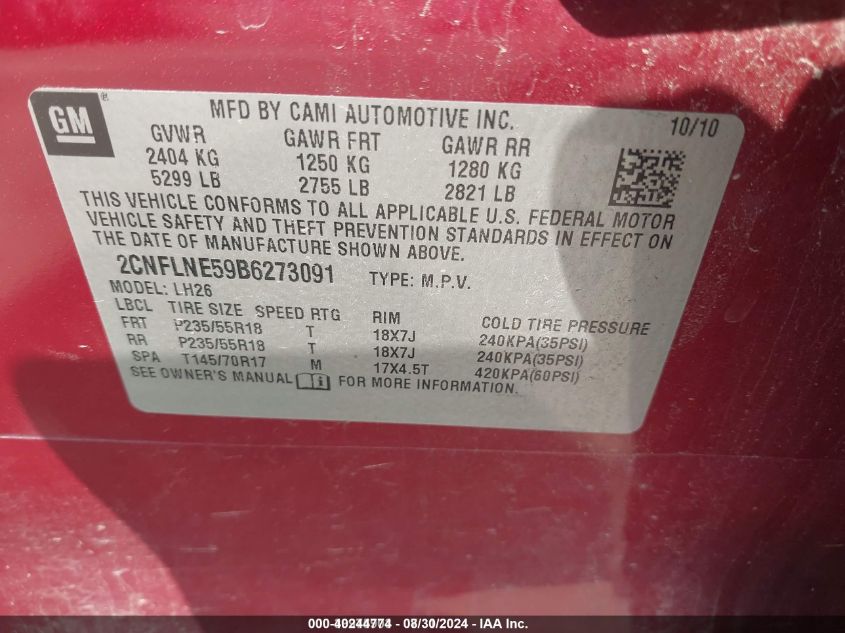 GM ®
MFD BY CAMI AUTOMOTIVE INC.
10/10
GVWR GAWR FRT GAWR RR
2404 KG 1250 KG 1280 KG
5299 LB 2755 LB 2821 LB
THIS VEHICLE CONFORMS TO ALL APPLICABLE U.S. FEDERAL MOTOR
VEHICLE SAFETY AND THEFT PREVENTION STANDARDS IN EFFECT ON
THE DATE OF MANUFACTURE SHOWN ABOVE.
2CNFLNE59B6273091 TYPE: M.P.V.
MODEL: LH26
LBCL TIRE SIZE SPEED RTG RIM COLD TIRE PRESSURE
FRT P235/55R18 T 18X7J 240KPA(35PSI)
RR P235/55R18 T 18X7J 240KPA(35PSI)
SPA T145/70R17 M 17X4.5T 420KPA(60PSI)
SEE OWNER'S MANUAL FOR MORE INFORMATION.
• 08/30/2024 - IAA Inc.